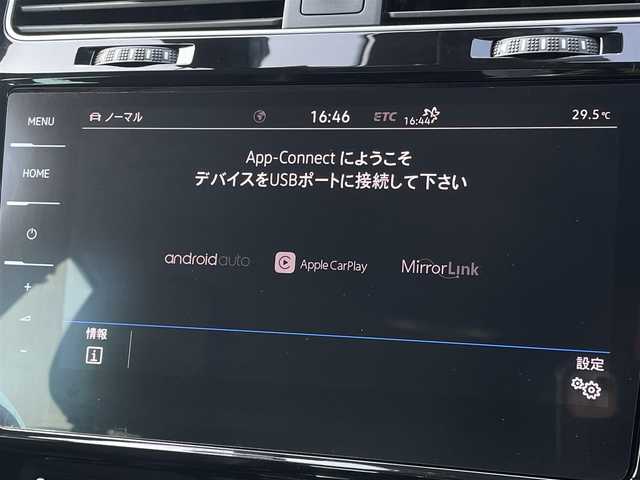 MENU
ノーマル
16:46
ETC
16:44
29.5℃
HOME
App-Connect にようこそ
デバイスをUSBポートに接続して下さい
androidauto
Apple CarPlay
MirrorLink
情報
設定